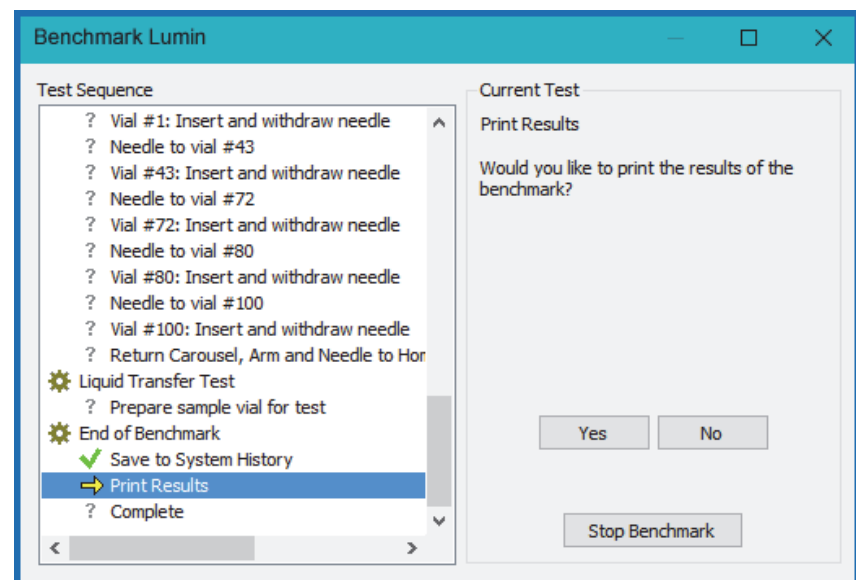 Benchmark Lumin
Test Sequence
? Vial #1: Insert and withdraw needle
? Needle to vial #43
? Vial #43: Insert and withdraw needle
? Needle to vial #72
? Vial #72: Insert and withdraw needle
? Needle to vial #80
? Vial #80: Insert and withdraw needle
? Needle to vial #100
? Vial #100: Insert and withdraw needle
? Return Carousel, Arm and Needle to Hor
Liquid Transfer Test
? Prepare sample vial for test
End of Benchmark
Save to System History
Print Results
? Complete
Current Test
Print Results
Would you like to print the results of the
benchmark?
Yes No
Stop Benchmark